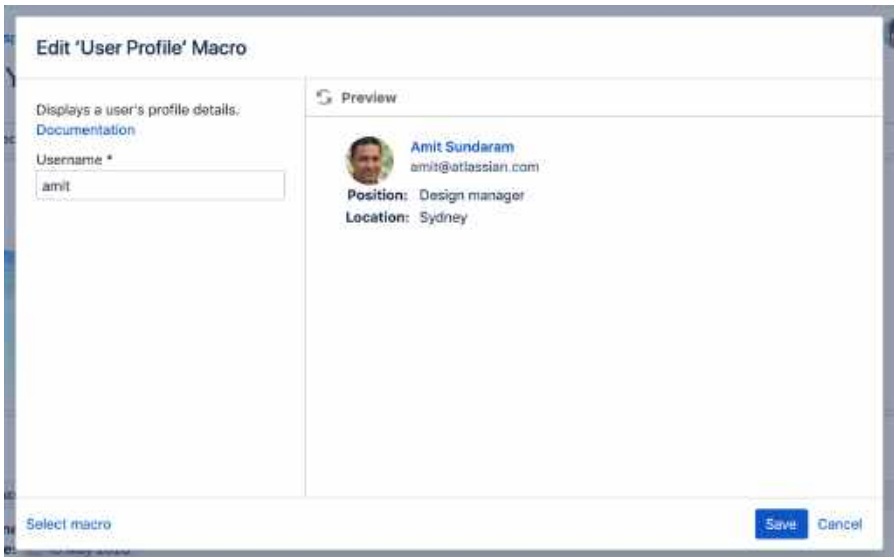 Edit 'User Profile' Macro
Displays a user's profile details.
Documentation
Username *
amit
Preview
Amit Sundaram
amit@atlassian.com
Position: Design manager
Location: Sydney
Select macro
Save Cancel